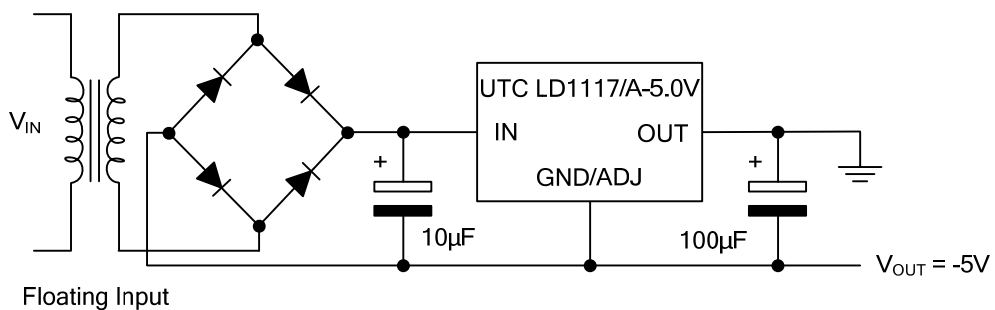 UTC LD1117/A-5.0V
V_IN
IN
OUT
+
+
GND/ADJ
10µF
100µF
V_OUT = -5V
Floating Input